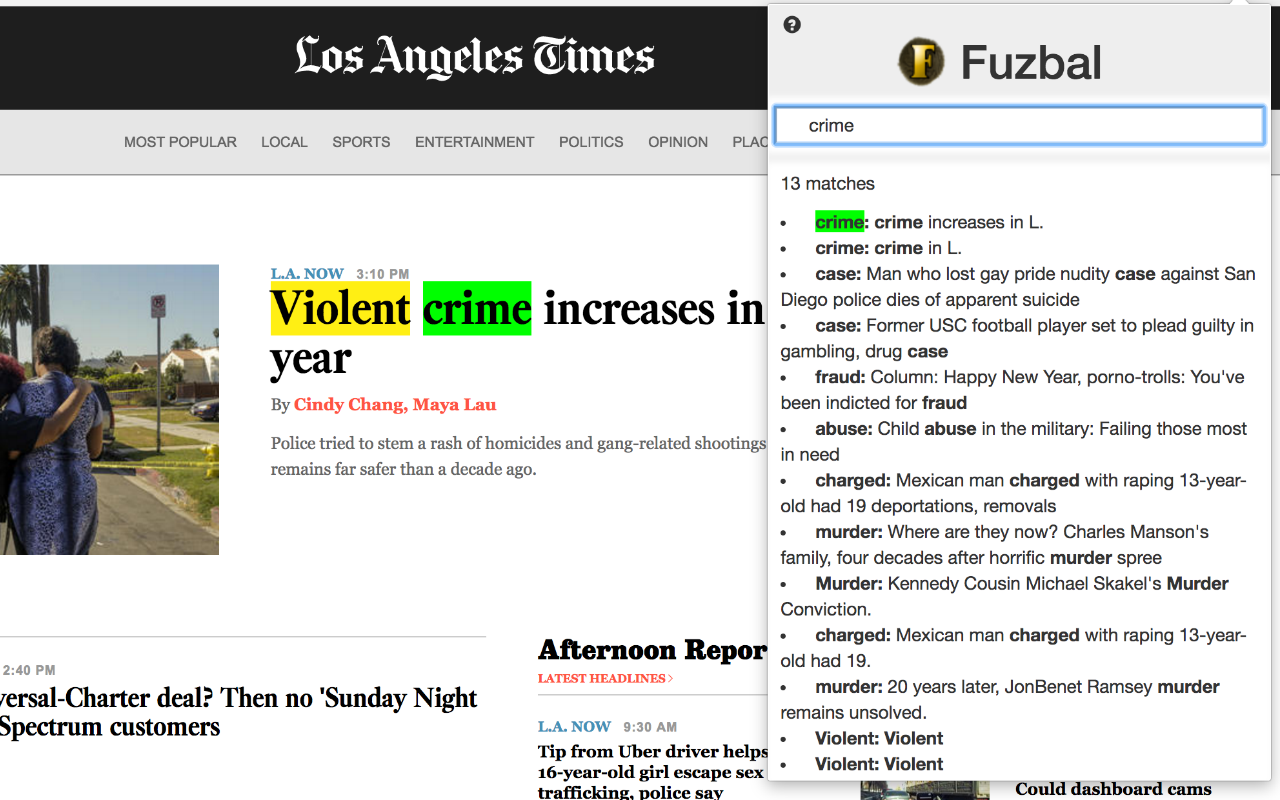 Los Angeles Times
MOST POPULAR LOCAL SPORTS ENTERTAINMENT POLITICS OPINION PLAC
L.A. NOW 3:10 PM
Violent crime increases in
year
By Cindy Chang, Maya Lau
Police tried to stem a rash of homicides and gang-related shootings
remains far safer than a decade ago.
2:40 PM
versal-Charter deal? Then no 'Sunday Night
Spectrum customers
Afternoon Repor
LATEST HEADLINES >
L.A. NOW 9:30 AM
Tip from Uber driver helps
16-year-old girl escape sex
trafficking, police say
Could dashboard cams
?
F Fuzbal
crime
13 matches
• crime: crime increases in L.
• crime: crime in L.
• case: Man who lost gay pride nudity case against San
Diego police dies of apparent suicide
• case: Former USC football player set to plead guilty in
gambling, drug case
• fraud: Column: Happy New Year, porno-trolls: You've
been indicted for fraud
• abuse: Child abuse in the military: Failing those most
in need
• charged: Mexican man charged with raping 13-year-
old had 19 deportations, removals
• murder: Where are they now? Charles Manson's
family, four decades after horrific murder spree
• Murder: Kennedy Cousin Michael Skakel's Murder
Conviction.
• charged: Mexican man charged with raping 13-year-
old had 19.
• murder: 20 years later, JonBenet Ramsey murder
remains unsolved.
• Violent: Violent
• Violent: Violent